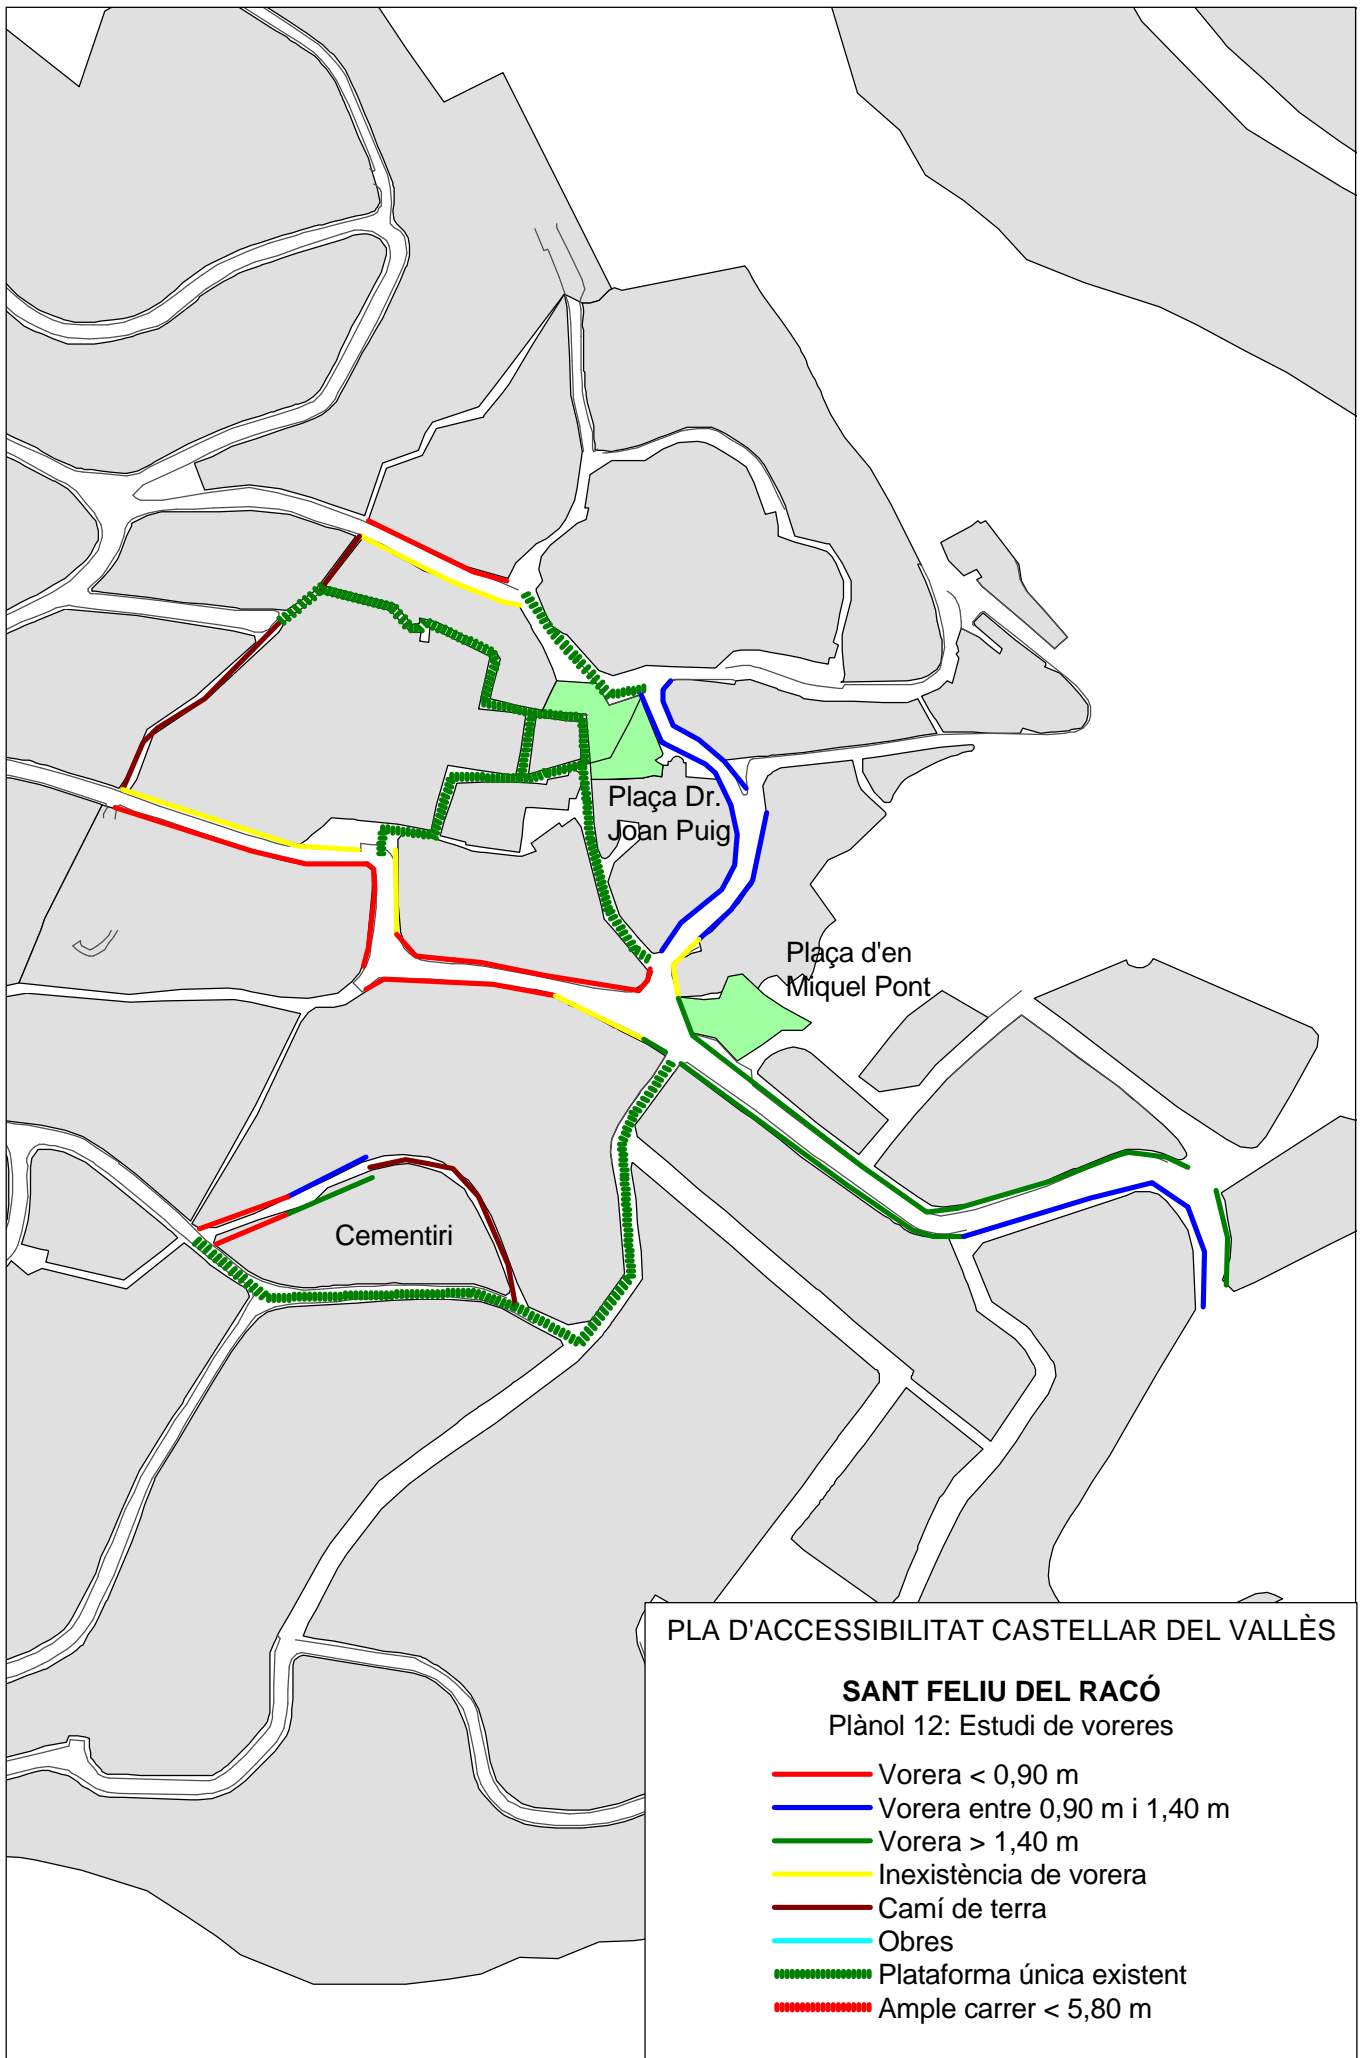 Plaça Dr.
Joan Puig
Plaça d'en
Miquel Pont
Cementiri
PLA D'ACCESSIBILITAT CASTELLAR DEL VALLÈS
SANT FELIU DEL RACÓ
Plànol 12: Estudi de voreres
Vorera < 0,90 m
Vorera entre 0,90 m i 1,40 m
Vorera > 1,40 m
Inexistència de vorera
Camí de terra
Obres
Plataforma única existent
Ample carrer < 5,80 m